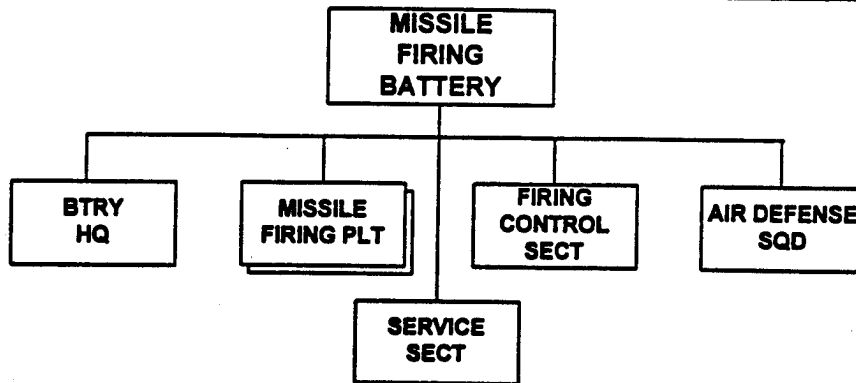 MISSILE
FIRING
BATTERY
BTRY
HQ
MISSILE
FIRING PLT
FIRING
CONTROL
SECT
AIR DEFENSE
SQD
SERVICE
SECT